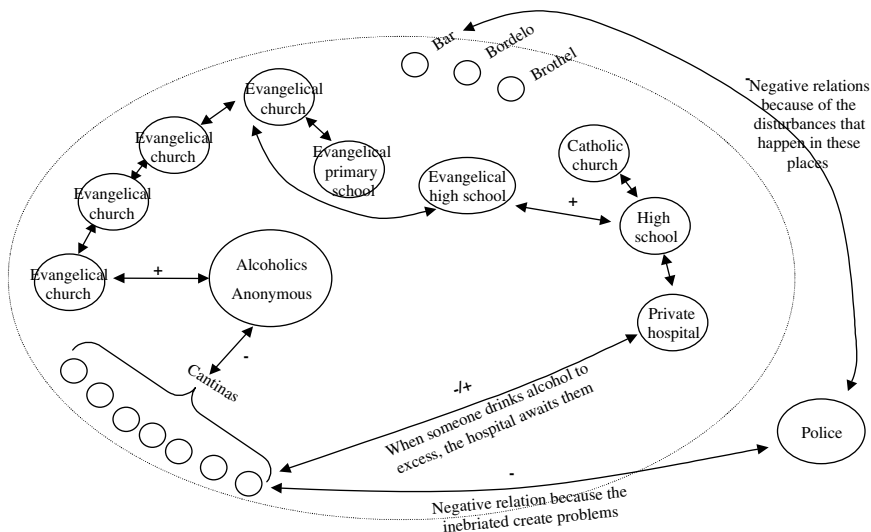 Bar
Bordelo
Brothel
-
Negative relations
because of the
disturbances that
happen in these
places
Evangelical
church
Evangelical
church
Evangelical
primary
school
Evangelical
high school
Catholic
church
+
High
school
Evangelical
church
Evangelical
church
+
Alcoholics
Anonymous
Private
hospital
-
Cantinas
-/+
When someone drinks alcohol to
excess, the hospital awaits them
Police
-
Negative relation because the
inebriated create problems